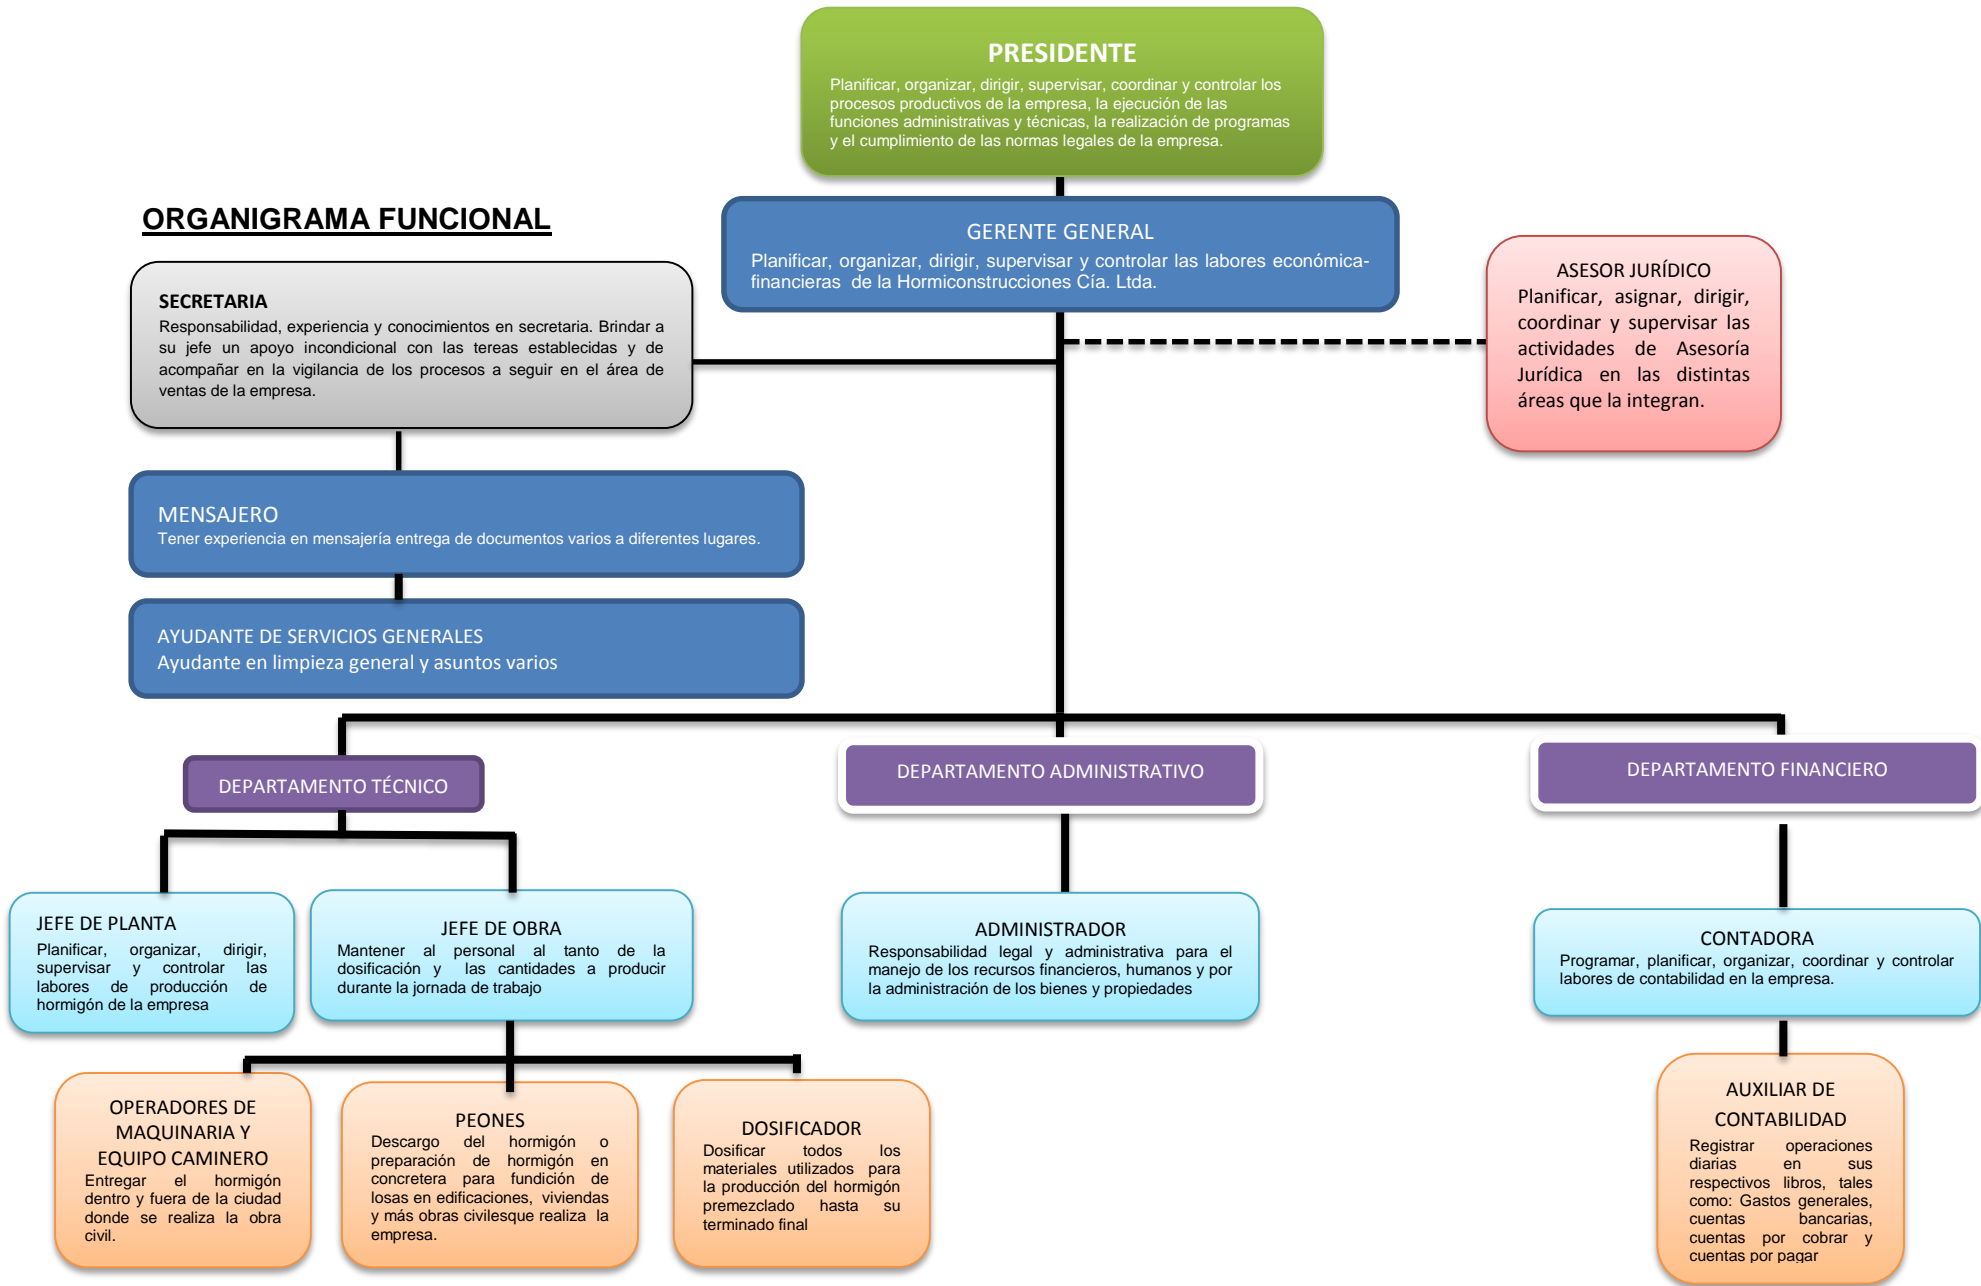 PRESIDENTE
Planificar, organizar, dirigir, supervisar, coordinar y controlar los
procesos productivos de la empresa, la ejecución de las
funciones administrativas y técnicas, la realización de programas
y el cumplimiento de las normas legales de la empresa.
ORGANIGRAMA FUNCIONAL
GERENTE GENERAL
Planificar, organizar, dirigir, supervisar y controlar las labores económica-
financieras de la Hormiconstrucciones Cía. Ltda.
ASESOR JURÍDICO
Planificar, asignar, dirigir,
coordinar y supervisar las
actividades de Asesoría
Jurídica en las distintas
áreas que la integran.
SECRETARIA
Responsabilidad, experiencia y conocimientos en secretaria. Brindar a
su jefe un apoyo incondicional con las tereas establecidas y de
acompañar en la vigilancia de los procesos a seguir en el área de
ventas de la empresa.
MENSAJERO
Tener experiencia en mensajería entrega de documentos varios a diferentes lugares.
AYUDANTE DE SERVICIOS GENERALES
Ayudante en limpieza general y asuntos varios
DEPARTAMENTO TÉCNICO
DEPARTAMENTO ADMINISTRATIVO
DEPARTAMENTO FINANCIERO
JEFE DE PLANTA
Planificar, organizar, dirigir,
supervisar y controlar las
labores de producción de
hormigón de la empresa
JEFE DE OBRA
Mantener al personal al tanto de la
dosificación y las cantidades a producir
durante la jornada de trabajo
ADMINISTRADOR
Responsabilidad legal y administrativa para el
manejo de los recursos financieros, humanos y por
la administración de los bienes y propiedades
CONTADORA
Programar, planificar, organizar, coordinar y controlar
labores de contabilidad en la empresa.
OPERADORES DE
MAQUINARIA Y
EQUIPO CAMINERO
Entregar el hormigón
dentro y fuera de la ciudad
donde se realiza la obra
civil.
PEONES
Descargo del hormigón o
preparación de hormigón en
concretera para fundición de
losas en edificaciones, viviendas
y más obras civilesque realiza la
empresa.
DOSIFICADOR
Dosificar todos los
materiales utilizados para
la producción del hormigón
premezclado hasta su
terminado final
AUXILIAR DE
CONTABILIDAD
Registrar operaciones
diarias en sus
respectivos libros, tales
como: Gastos generales,
cuentas bancarias,
cuentas por cobrar y
cuentas por pagar